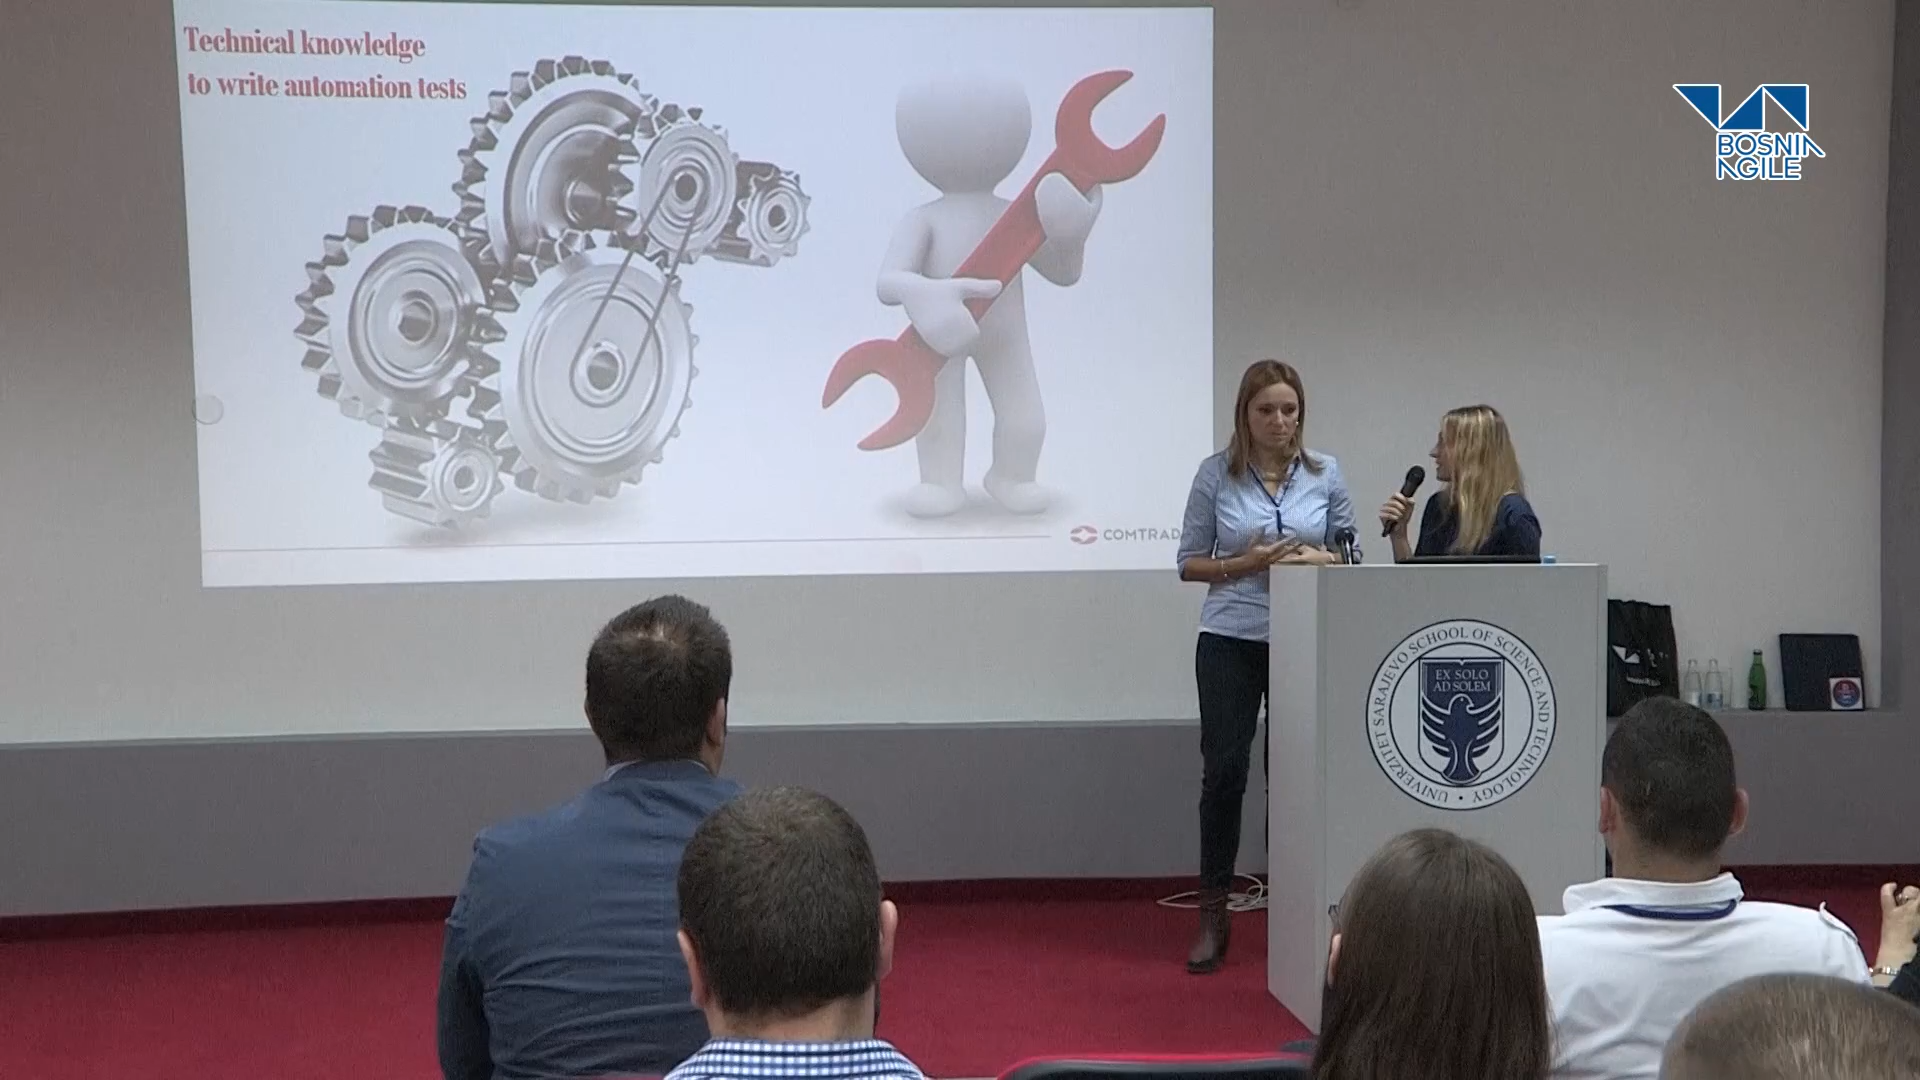 Technical knowledge
to write automation tests
COMTRAD
BOSNIA
AGILE
UNIVERZITET SARAJEVO SCHOOL OF SCIENCE AND TECHNOLOGY
EX SOLO
AD SOLEM